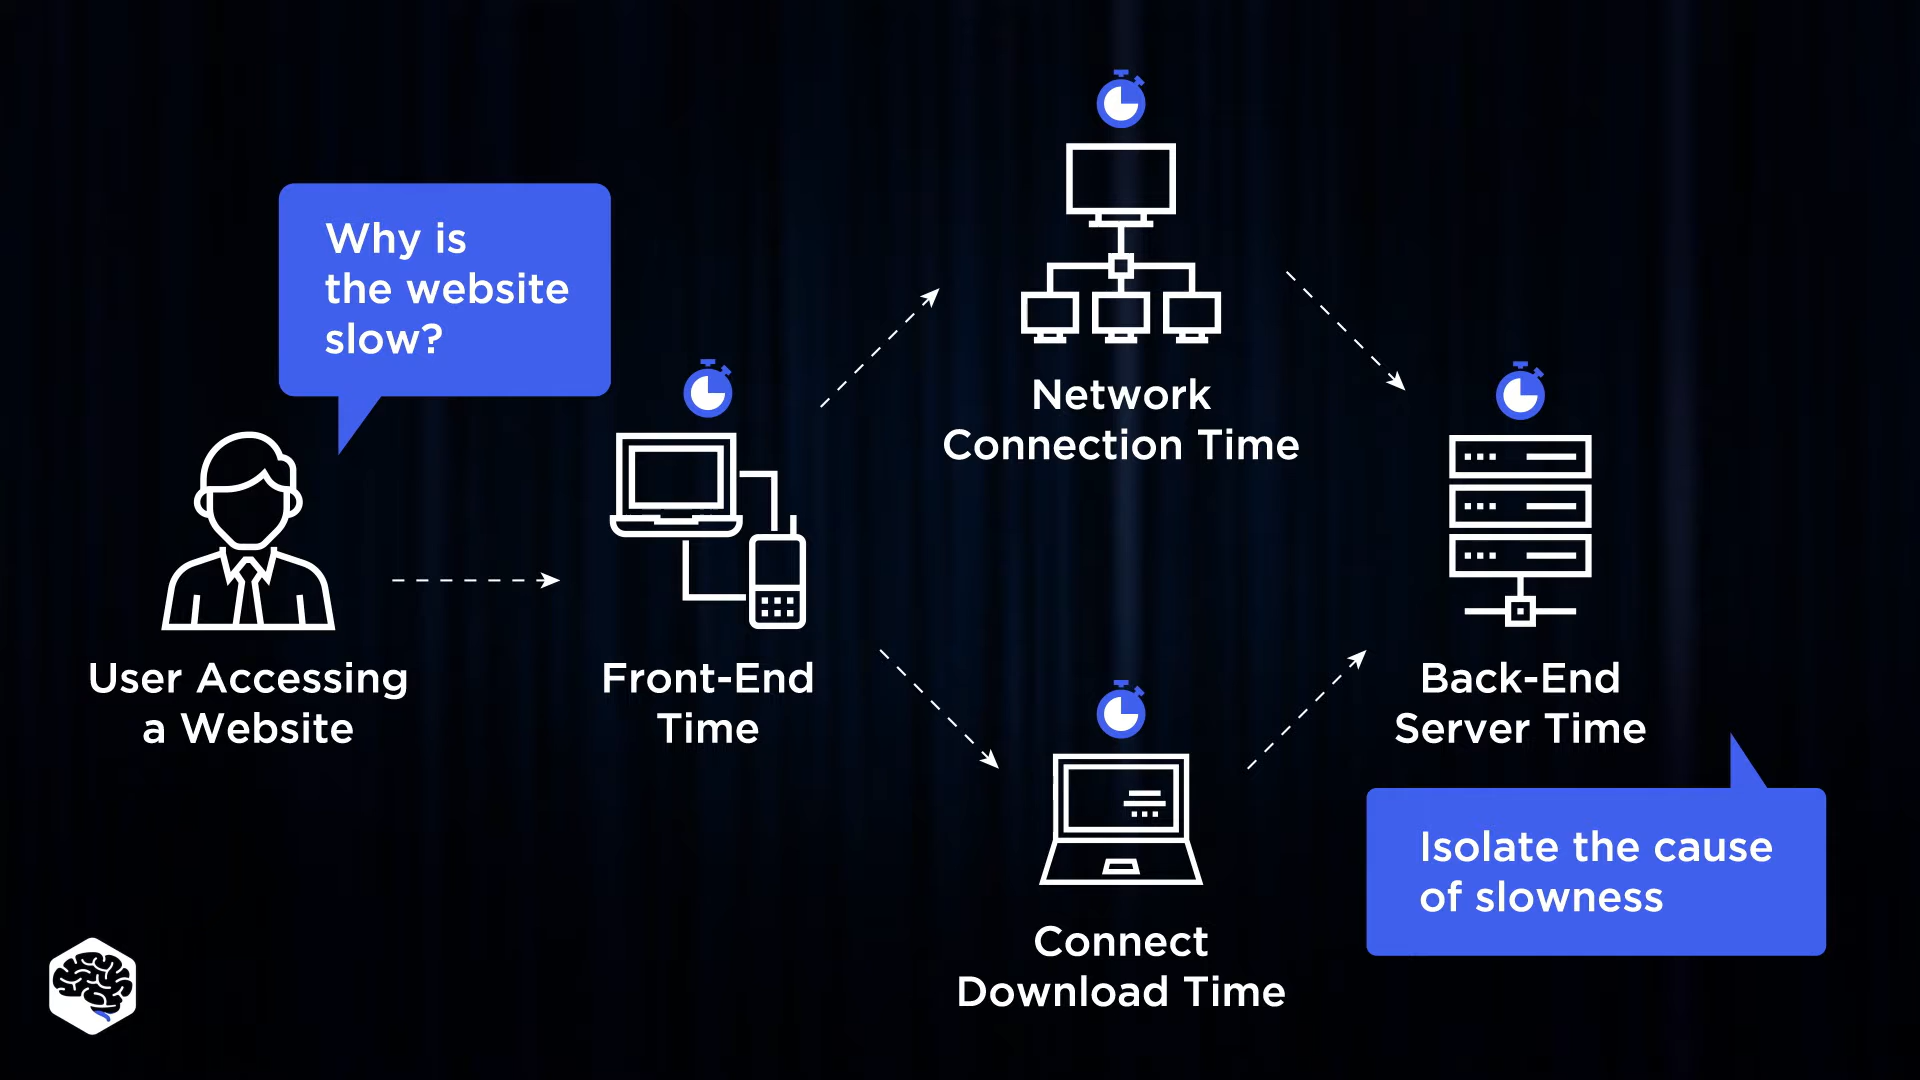 Why is
the website
slow?
User Accessing
a Website
Front-End
Time
Network
Connection Time
Connect
Download Time
Back-End
Server Time
Isolate the cause
of slowness